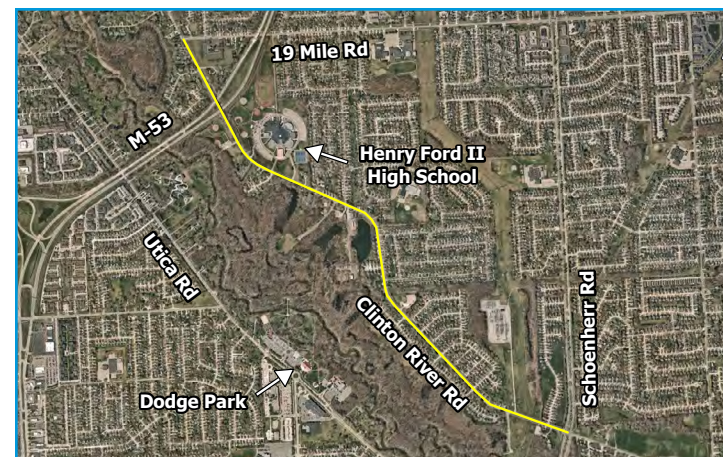 19 Mile Rd
M-53
Henry Ford II
High School
Utica Rd
Clinton River Rd
Schoenherr Rd
Dodge Park